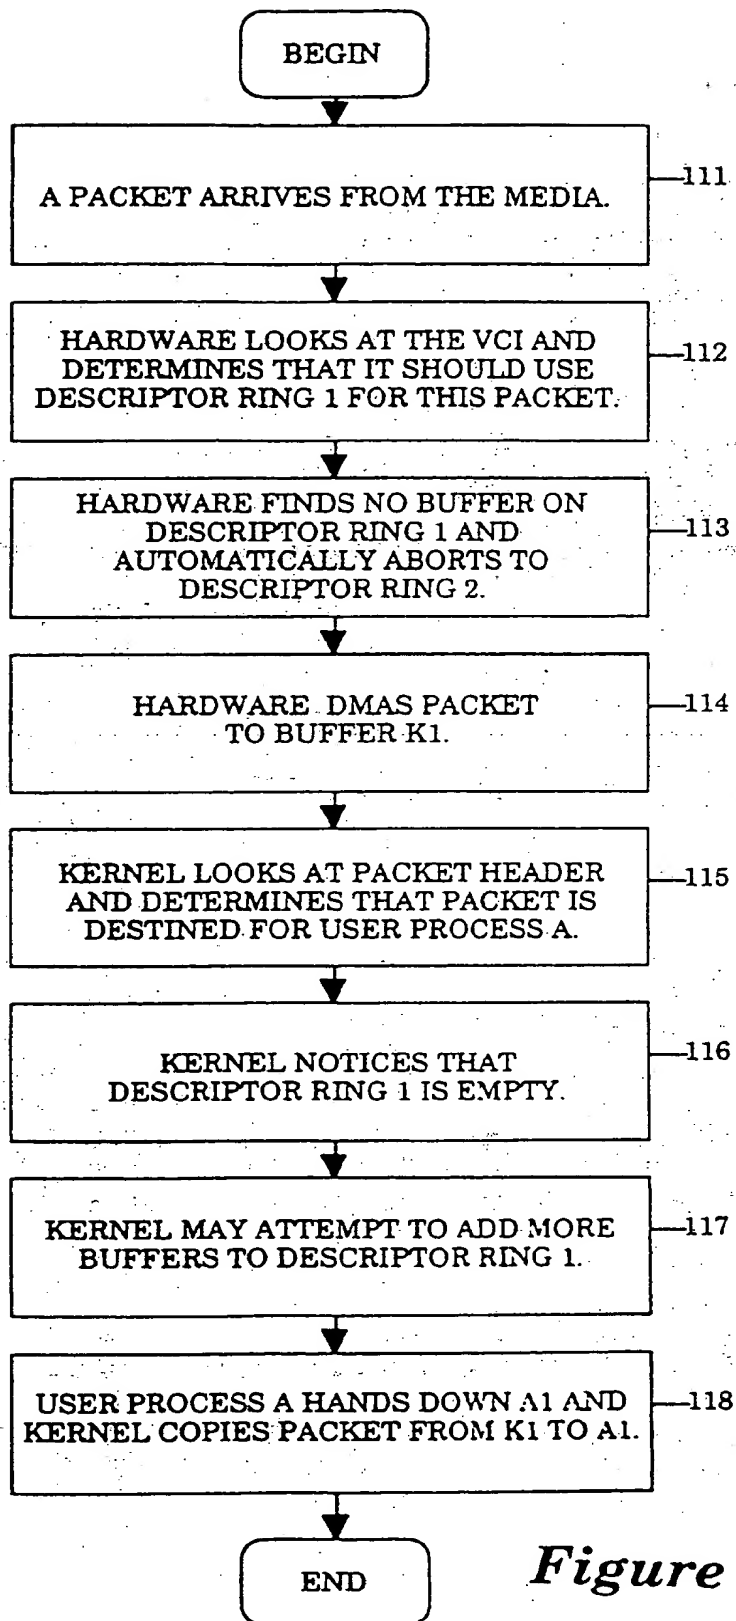 BEGIN
A PACKET ARRIVES FROM THE MEDIA.
111
HARDWARE LOOKS AT THE VCI AND
DETERMINES THAT IT SHOULD USE
DESCRIPTOR RING 1 FOR THIS PACKET.
112
HARDWARE FINDS NO BUFFER ON
DESCRIPTOR RING 1 AND
AUTOMATICALLY ABORTS TO
DESCRIPTOR RING 2.
113
HARDWARE DMAS PACKET
TO BUFFER K1.
114
KERNEL LOOKS AT PACKET HEADER
AND DETERMINES THAT PACKET IS
DESTINED FOR USER PROCESS A.
115
KERNEL NOTICES THAT
DESCRIPTOR RING 1 IS EMPTY.
116
KERNEL MAY ATTEMPT TO ADD MORE
BUFFERS TO DESCRIPTOR RING 1.
117
USER PROCESS A HANDS DOWN A1 AND
KERNEL COPIES PACKET FROM K1 TO A1.
118
END
Figure